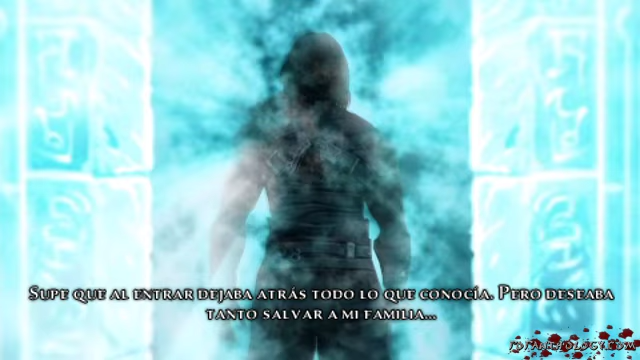 SUPE QUE AL ENTRAR DEJABA ATRÁS TODO LO QUE CONOCÍA. PERO DESEABA
TANTO SALVAR A MI FAMILIA...